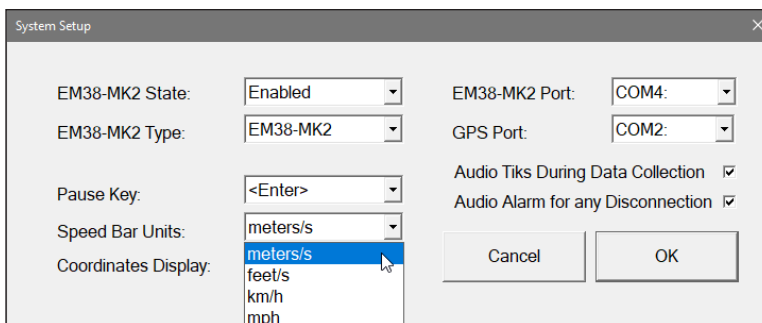 System Setup
EM38-MK2 State: Enabled
EM38-MK2 Port: COM4:
EM38-MK2 Type: EM38-MK2
GPS Port: COM2:
Audio Tiks During Data Collection
Pause Key: <Enter>
Audio Alarm for any Disconnection
Speed Bar Units: meters/s
meters/s
Coordinates Display:
feet/s
km/h
mph
Cancel
OK